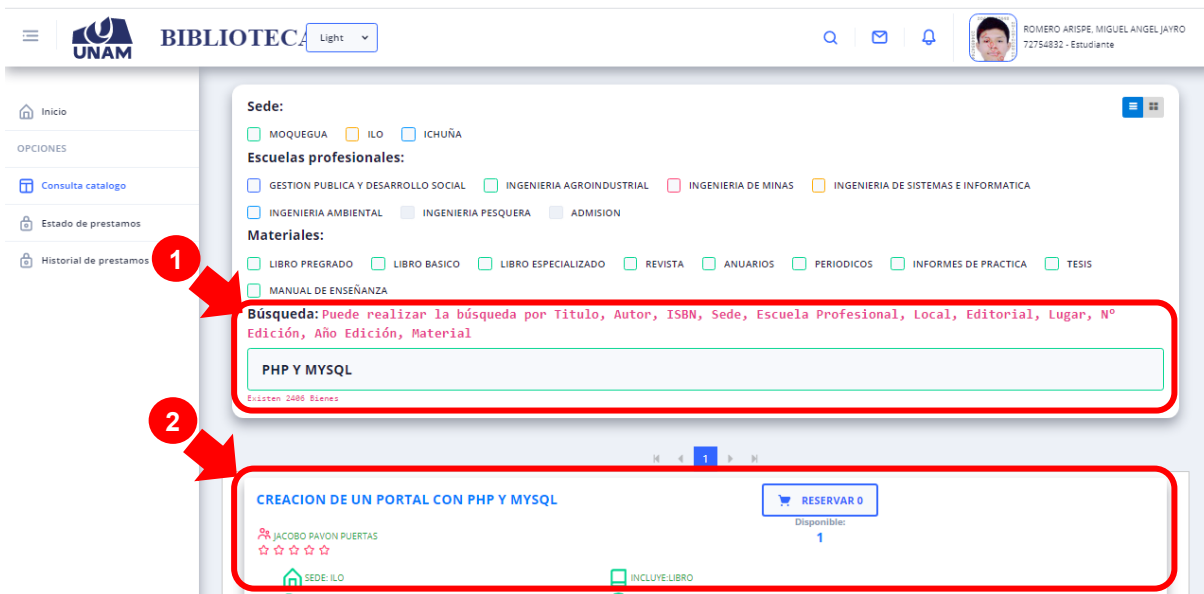 UNAM
BIBLIOTECA
Light
ROMERO ARISPE, MIGUEL ANGEL JAYRO
72754832 - Estudiante
Inicio
OPCIONES
Consulta catalogo
Estado de prestamos
Historial de prestamos
Sede:
MOQUEGUA ILO ICHUÑA
Escuelas profesionales:
GESTION PUBLICA Y DESARROLLO SOCIAL INGENIERIA AGROINDUSTRIAL INGENIERIA DE MINAS INGENIERIA DE SISTEMAS E INFORMATICA
INGENIERIA AMBIENTAL INGENIERIA PESQUERA ADMISION
Materiales:
LIBRO PREGRADO LIBRO BASICO LIBRO ESPECIALIZADO REVISTA ANUARIOS PERIODICOS INFORMES DE PRACTICA TESIS
MANUAL DE ENSEÑANZA
1
Búsqueda: Puede realizar la búsqueda por Titulo, Autor, ISBN, Sede, Escuela Profesional, Local, Editorial, Lugar, Nº
Edición, Año Edición, Material
PHP Y MYSQL
Existen 2406 Bienes
2
1
CREACION DE UN PORTAL CON PHP Y MYSQL
RESERVAR 0
Disponible:
1
JACOBO PAVON PUERTAS
SEDE: ILO
INCLUYE:LIBRO